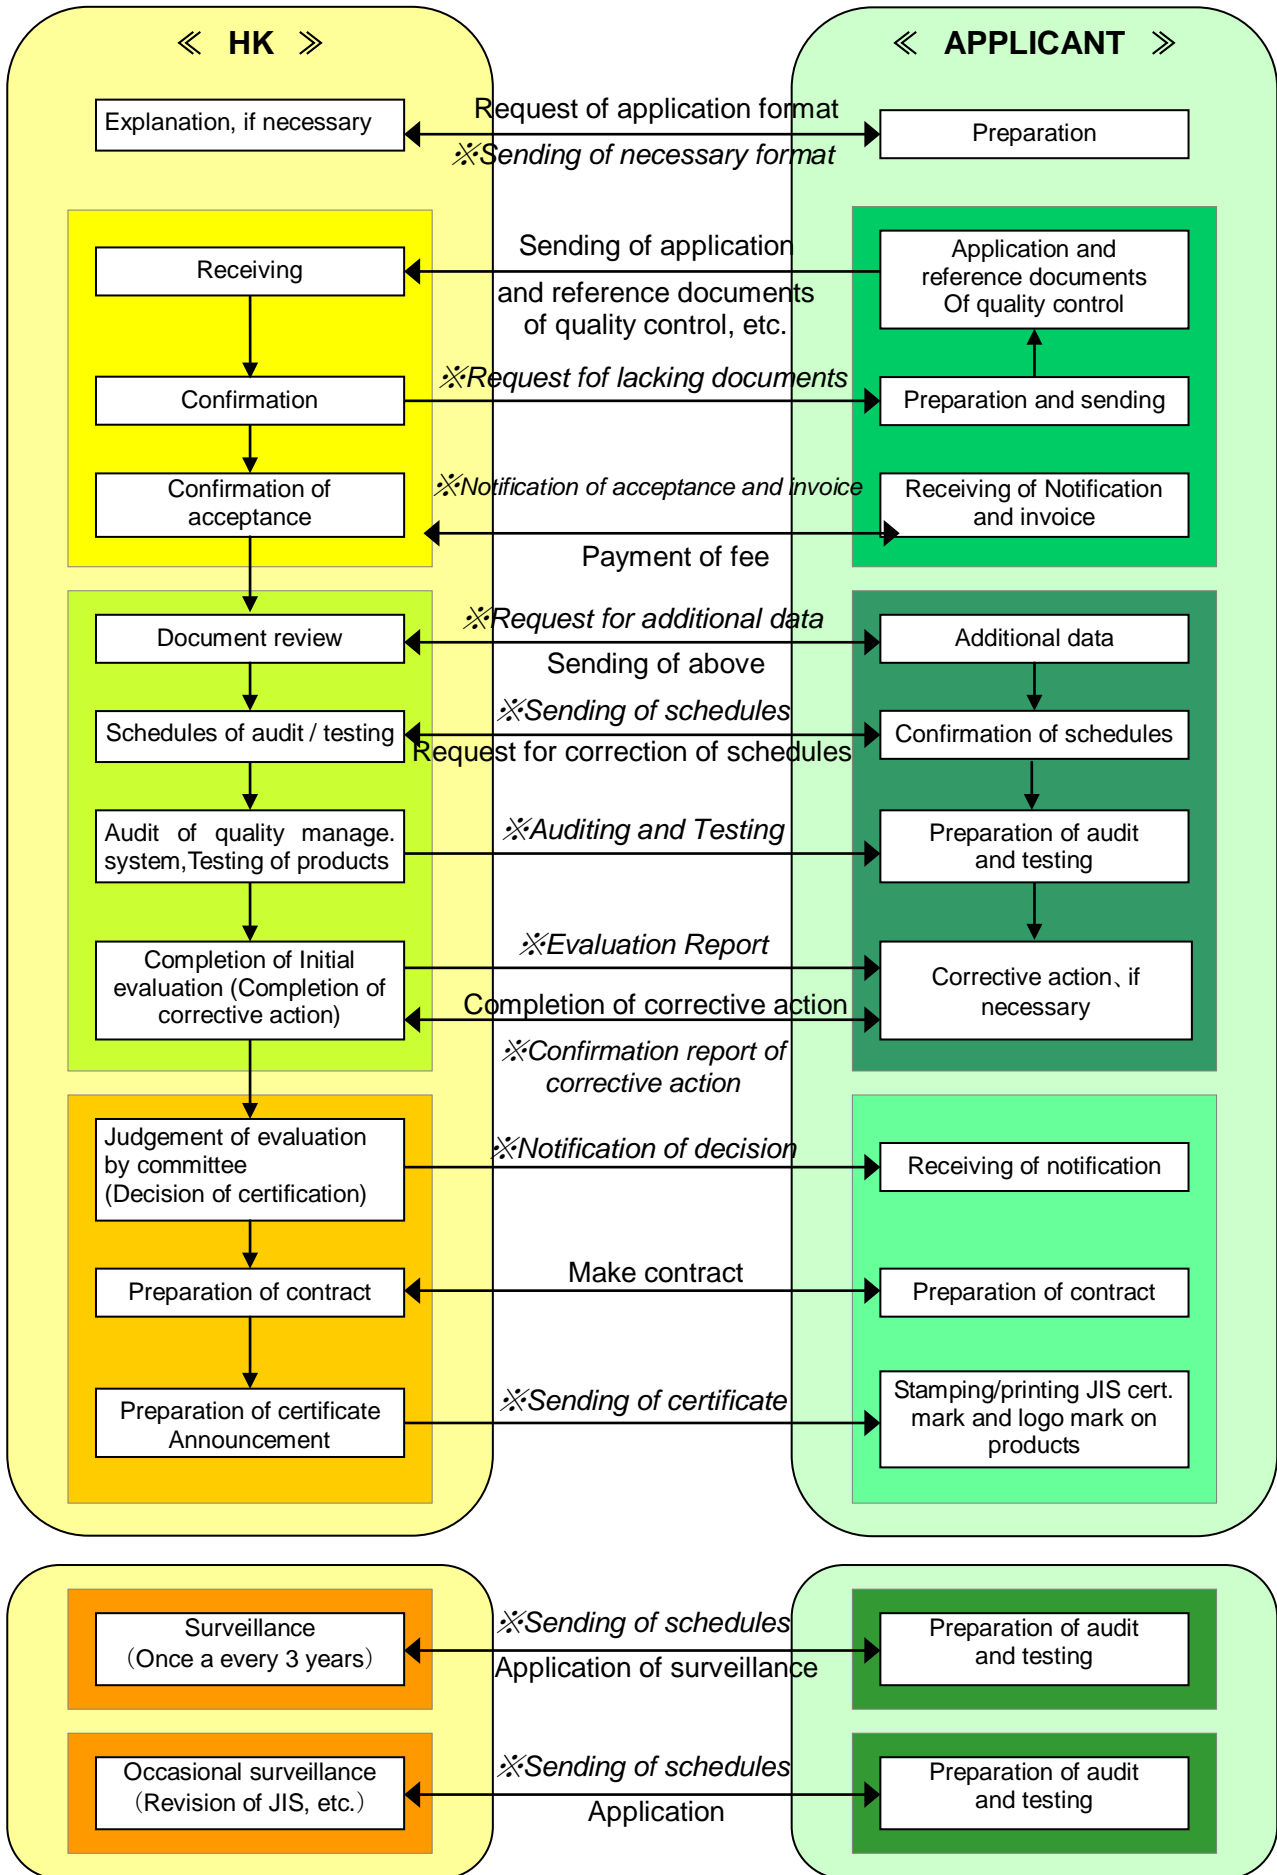 ≪ HK ≫
≪ APPLICANT ≫
Explanation, if necessary
Request of application format
※Sending of necessary format
Preparation
Receiving
Sending of application
and reference documents
of quality control, etc.
Application and
reference documents
Of quality control
Confirmation
※Request fof lacking documents
Preparation and sending
Confirmation of
acceptance
※Notification of acceptance and invoice
Payment of fee
Receiving of Notification
and invoice
Document review
※Request for additional data
Sending of above
Additional data
Schedules of audit / testing
※Sending of schedules
Request for correction of schedules
Confirmation of schedules
Audit of quality manage.
system,Testing of products
※Auditing and Testing
Preparation of audit
and testing
Completion of Initial
evaluation (Completion of
corrective action)
※Evaluation Report
Completion of corrective action
※Confirmation report of
corrective action
Corrective action、if
necessary
Judgement of evaluation
by committee
(Decision of certification)
※Notification of decision
Receiving of notification
Preparation of contract
Make contract
Preparation of contract
Preparation of certificate
Announcement
※Sending of certificate
Stamping/printing JIS cert.
mark and logo mark on
products
Surveillance
（Once a every 3 years）
※Sending of schedules
Application of surveillance
Preparation of audit
and testing
Occasional surveillance
（Revision of JIS, etc.）
※Sending of schedules
Application
Preparation of audit
and testing